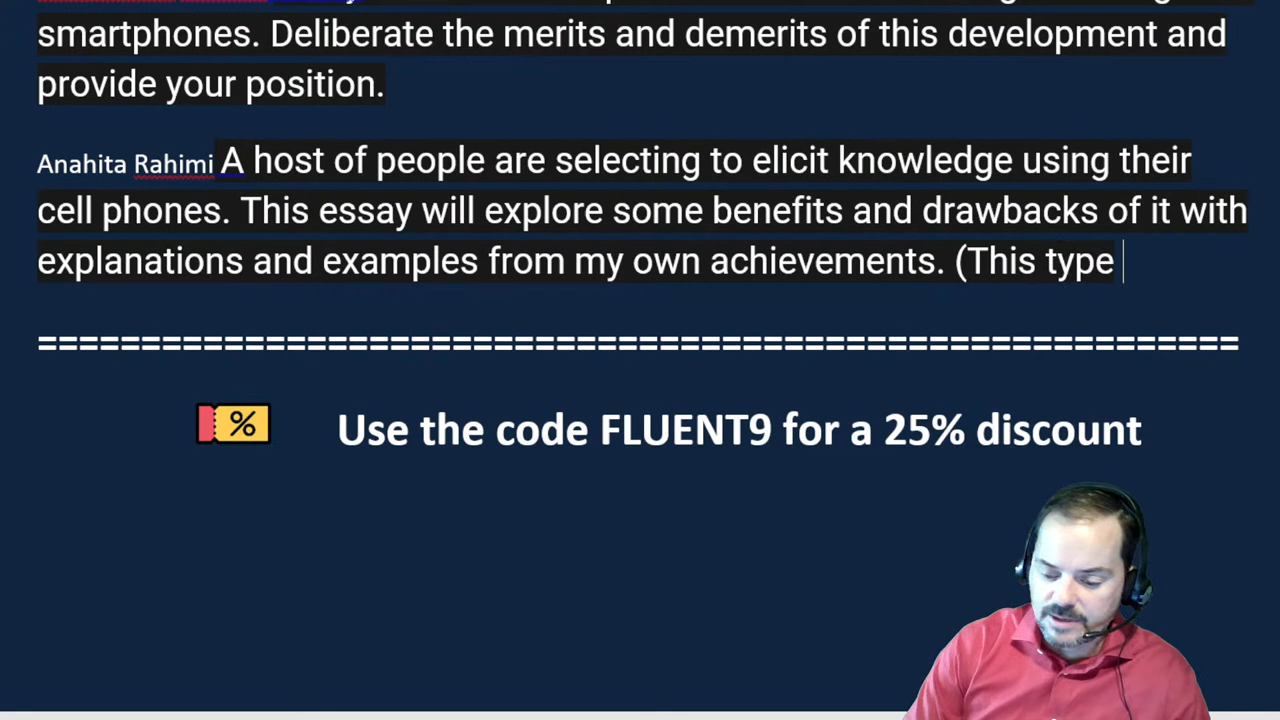 smartphones. Deliberate the merits and demerits of this development and
provide your position.
Anahita Rahimi A host of people are selecting to elicit knowledge using their
cell phones. This essay will explore some benefits and drawbacks of it with
explanations and examples from my own achievements. (This type
============================================================
% Use the code FLUENT9 for a 25% discount